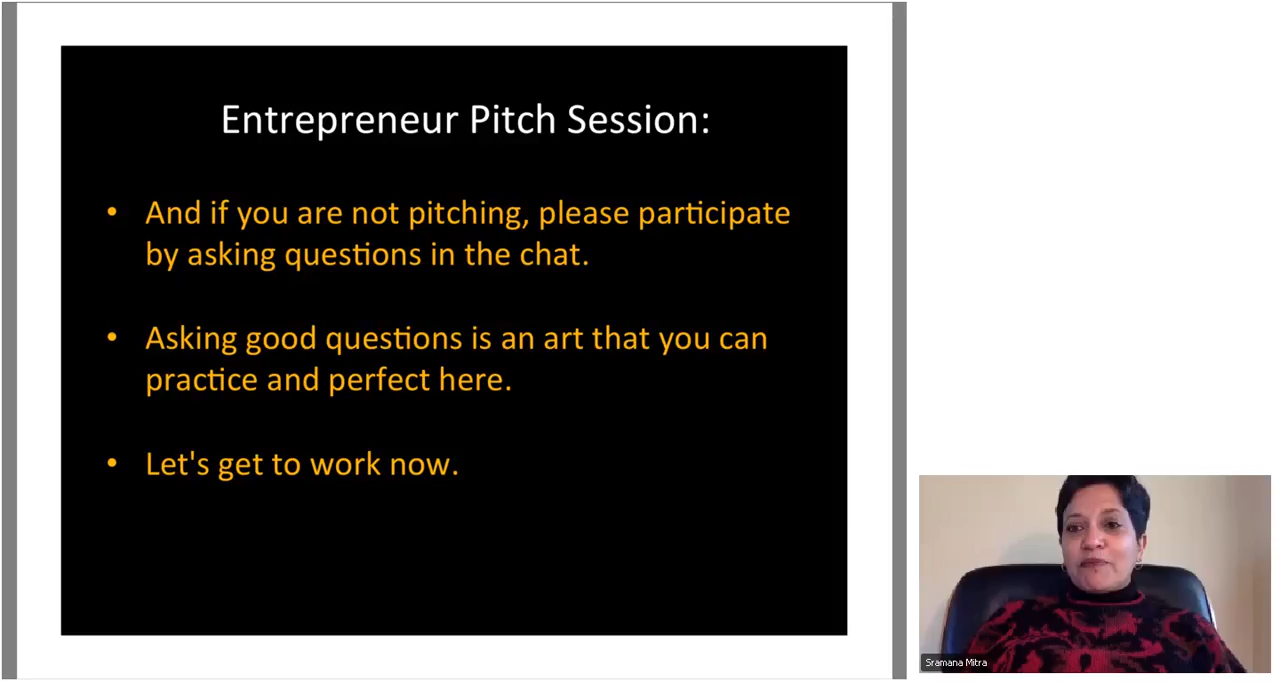 Entrepreneur Pitch Session:
• And if you are not pitching, please participate
by asking questions in the chat.
• Asking good questions is an art that you can
practice and perfect here.
• Let's get to work now.
Sramana Mitra